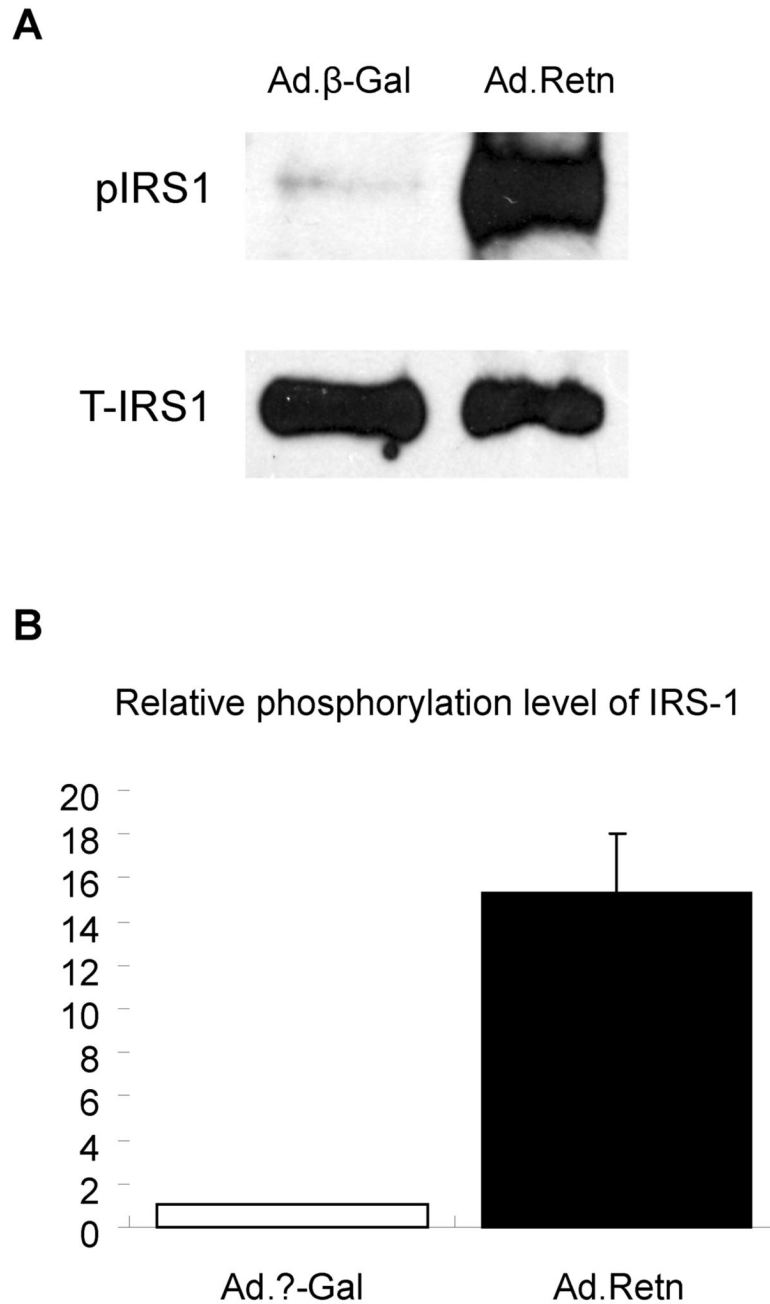 A
Ad.β-Gal Ad.Retn
pIRS1
T-IRS1
B
Relative phosphorylation level of IRS-1
20
18
16
14
12
10
8
6
4
2
0
Ad.?-Gal Ad.Retn